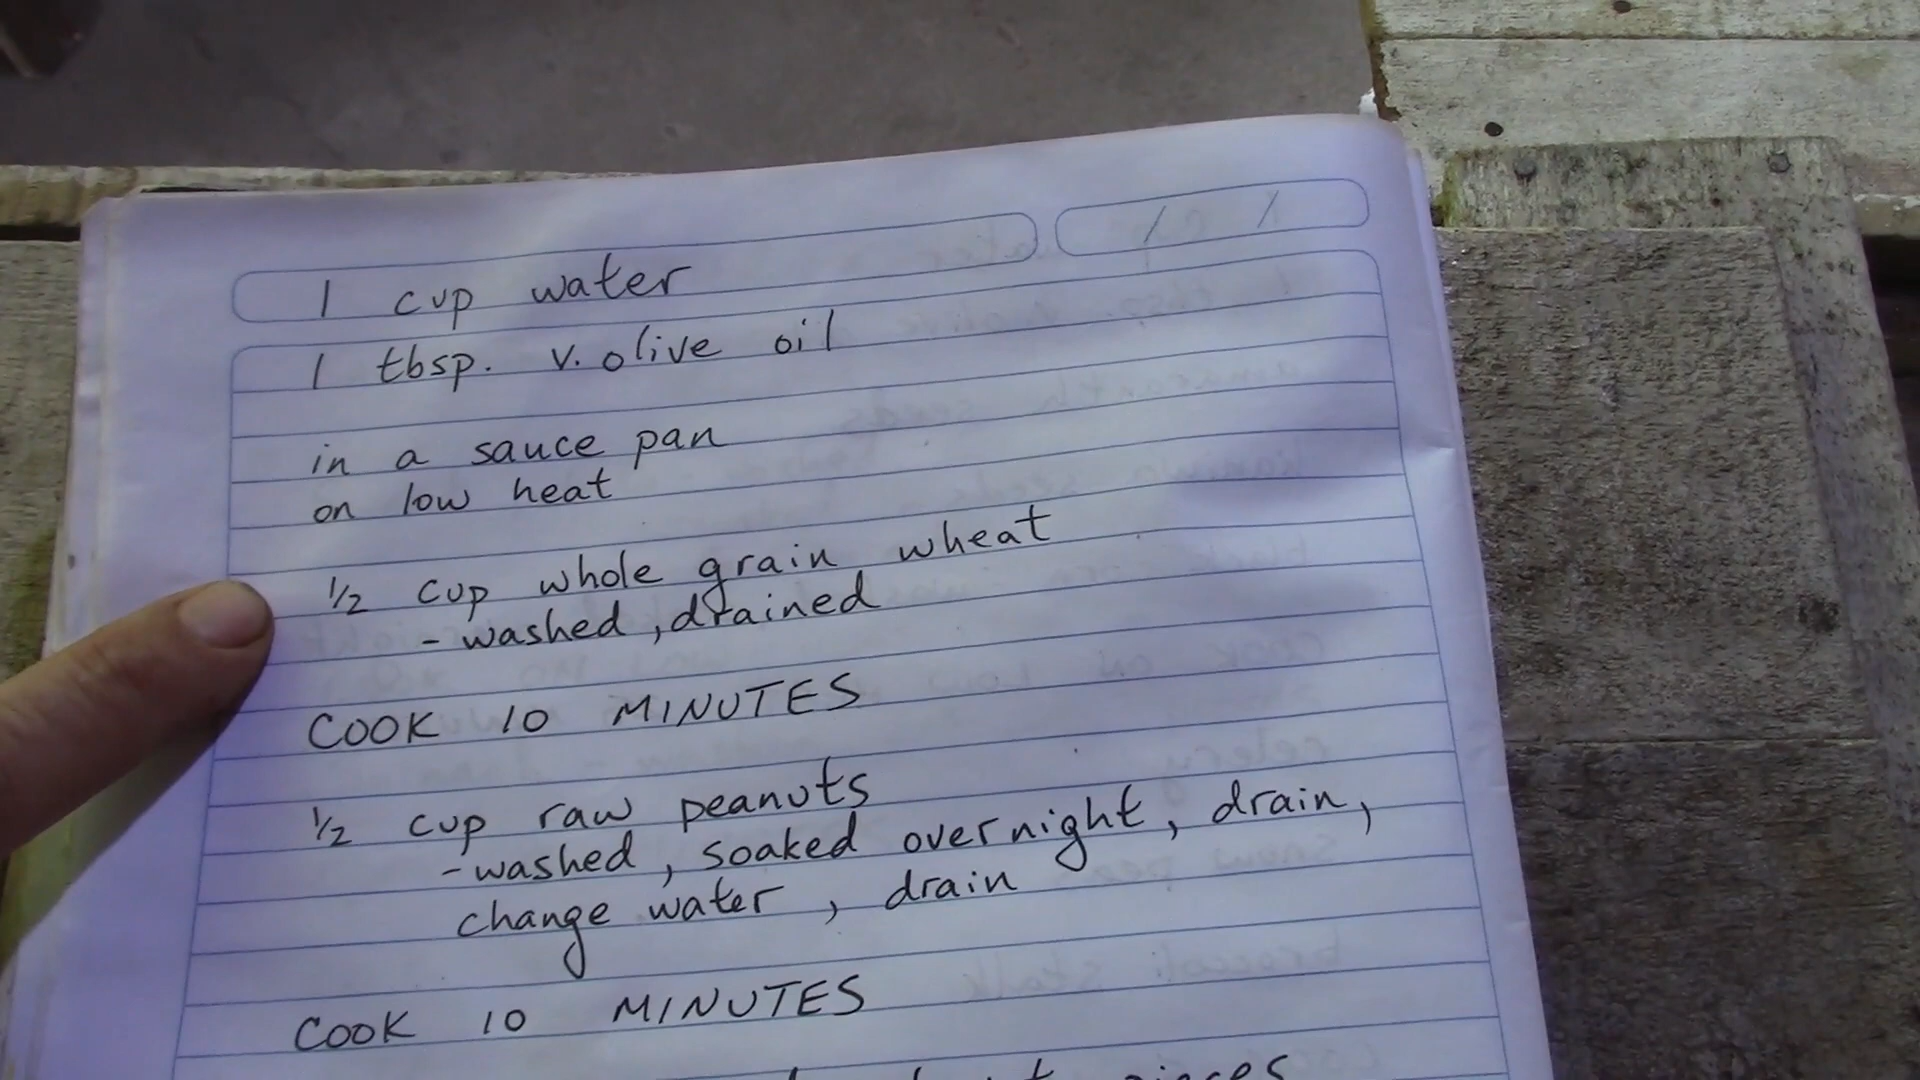 1 cup water
1 tbsp. v. olive oil
in a sauce pan
on low heat
1/2 cup whole grain wheat
- washed, drained
COOK 10 MINUTES
1/2 cup raw peanuts
- washed, soaked overnight, drain,
change water, drain
COOK 10 MINUTES
pieces